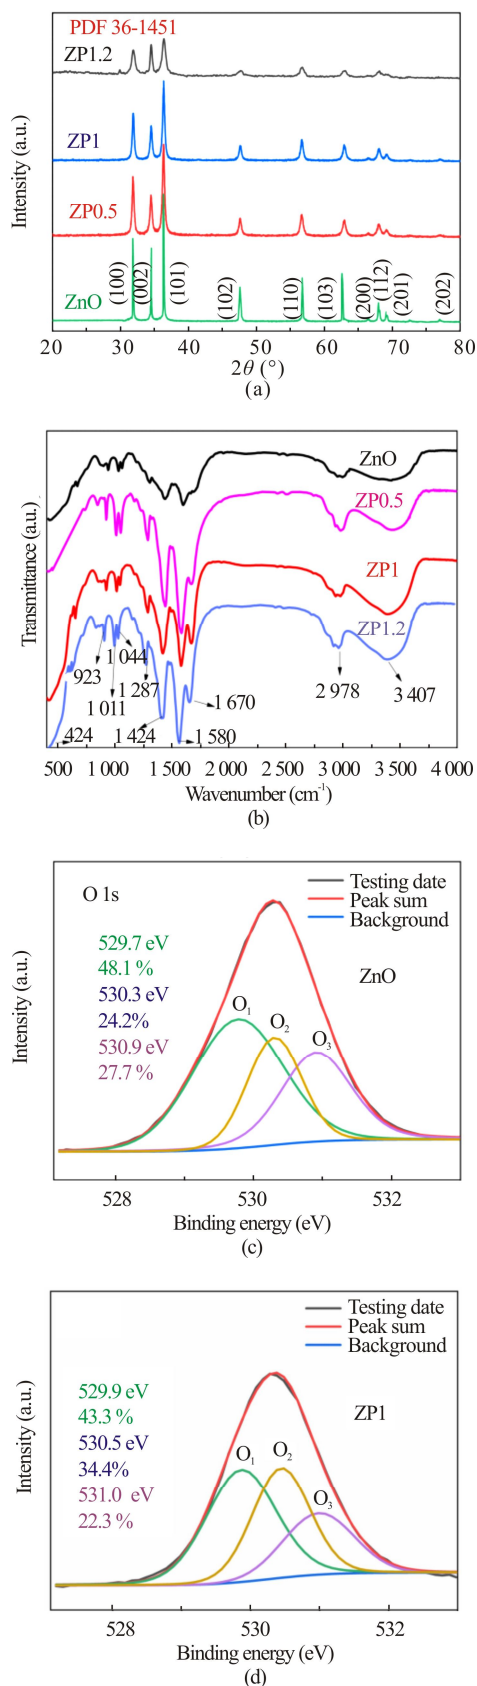 PDF 36-1451
ZP1.2
ZP1
ZP0.5
ZnO
(100)
(002)
(101)
(102)
(110)
(103)
(200)
(112)
(201)
(202)
Intensity (a.u.)
20 30 40 50 60 70 80
2θ (°)
(a)
ZnO
ZP0.5
ZP1
ZP1.2
1 044
923
1 287
1 011
1 670
424
1 424
1 580
2 978
3 407
Transmittance (a.u.)
500 1 000 1 500 2 000 2 500 3 000 3 500 4 000
Wavenumber (cm⁻¹)
(b)
O 1s
Testing date
Peak sum
Background
529.7 eV
48.1 %
530.3 eV
24.2%
530.9 eV
27.7 %
ZnO
O₁
O₂
O₃
Intensity (a.u.)
528 530 532
Binding energy (eV)
(c)
Testing date
Peak sum
Background
529.9 eV
43.3 %
530.5 eV
34.4%
531.0 eV
22.3 %
ZP1
O₁
O₂
O₃
Intensity (a.u.)
528 530 532
Binding energy (eV)
(d)